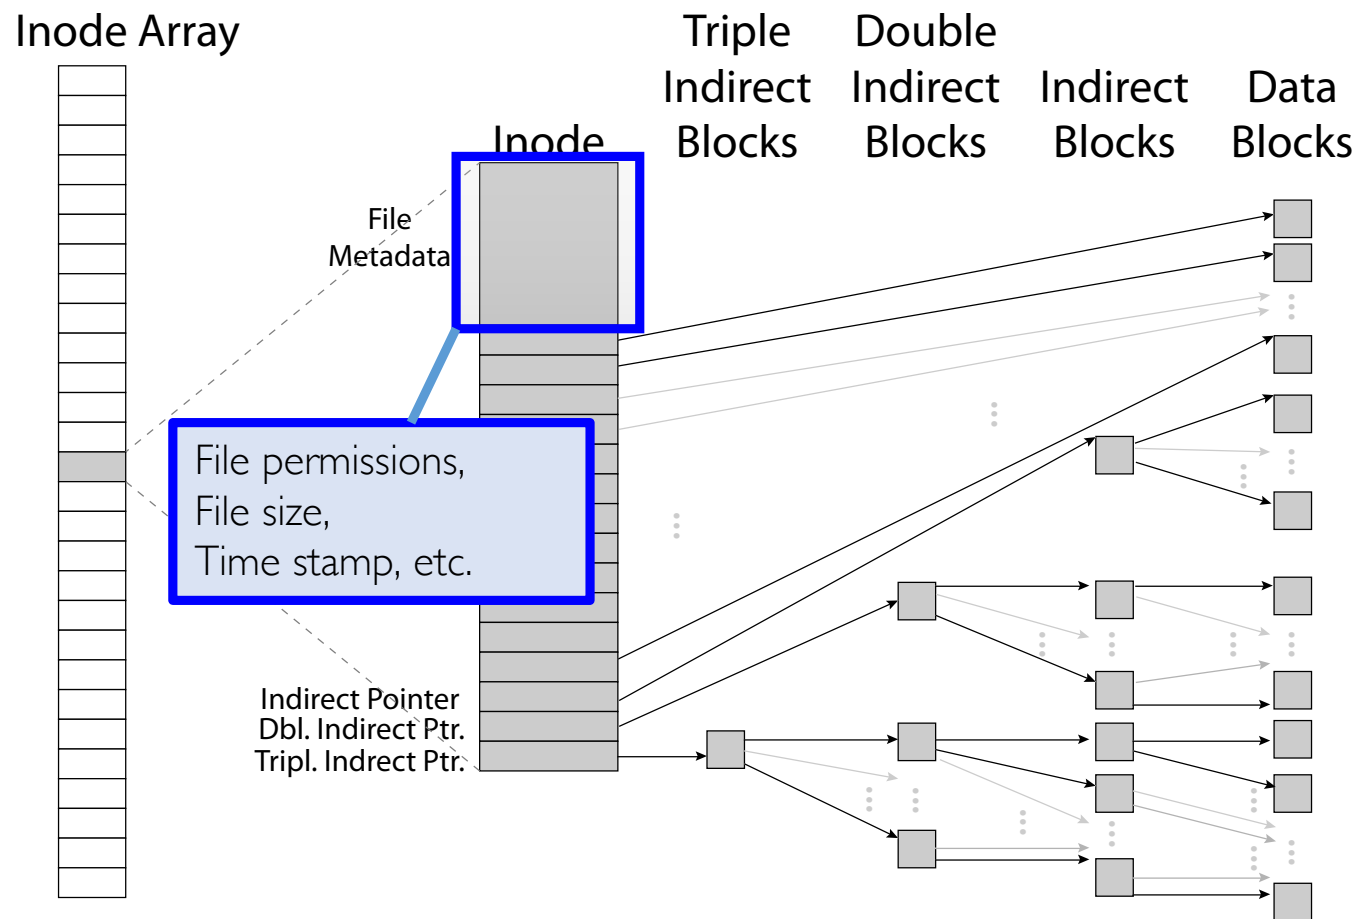 Inode Array
Triple
Indirect
Blocks
Double
Indirect
Blocks
Indirect
Blocks
Data
Blocks
Inode
File
Metadata
File permissions,
File size,
Time stamp, etc.
Indirect Pointer
Dbl. Indirect Ptr.
Tripl. Indrect Ptr.